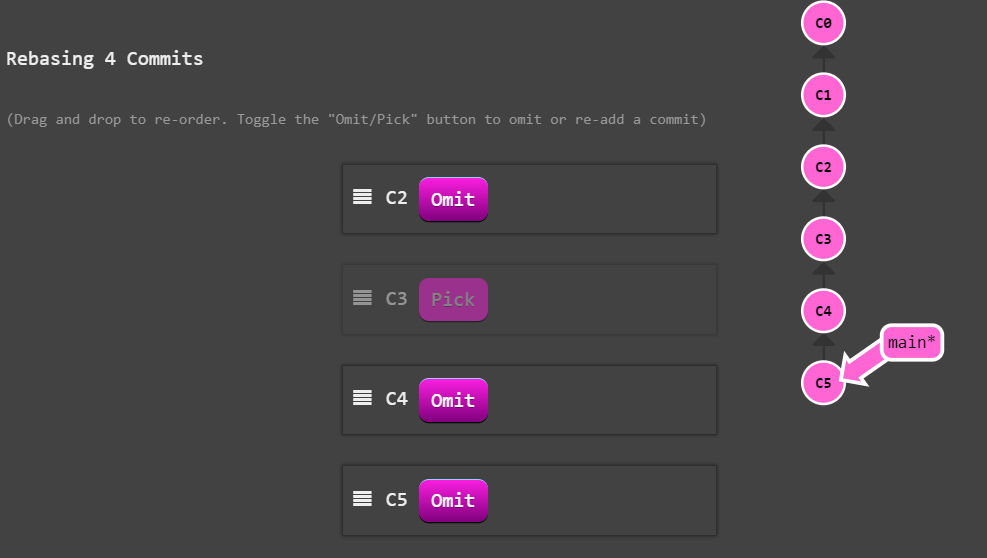 Rebasing 4 Commits
(Drag and drop to re-order. Toggle the "Omit/Pick" button to omit or re-add a commit)
C2 Omit
C3 Pick
C4 Omit
C5 Omit
C0
C1
C2
C3
C4
main*
C5